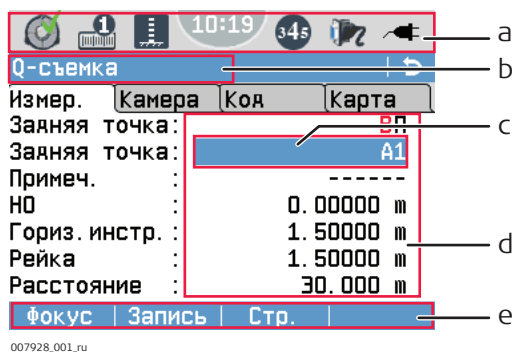 1 10:19 345 a
Q-съемка b
Измер. Камера Код Карта
Задняя точка: ВП
Задняя точка: А1 c
Примеч. : ------
НО : 0.00000 m
Гориз.инстр. : 1.50000 m d
Рейка : 1.50000 m
Расстояние : 30.000 m
Фокус Запись Стр. e
007928_001_ru